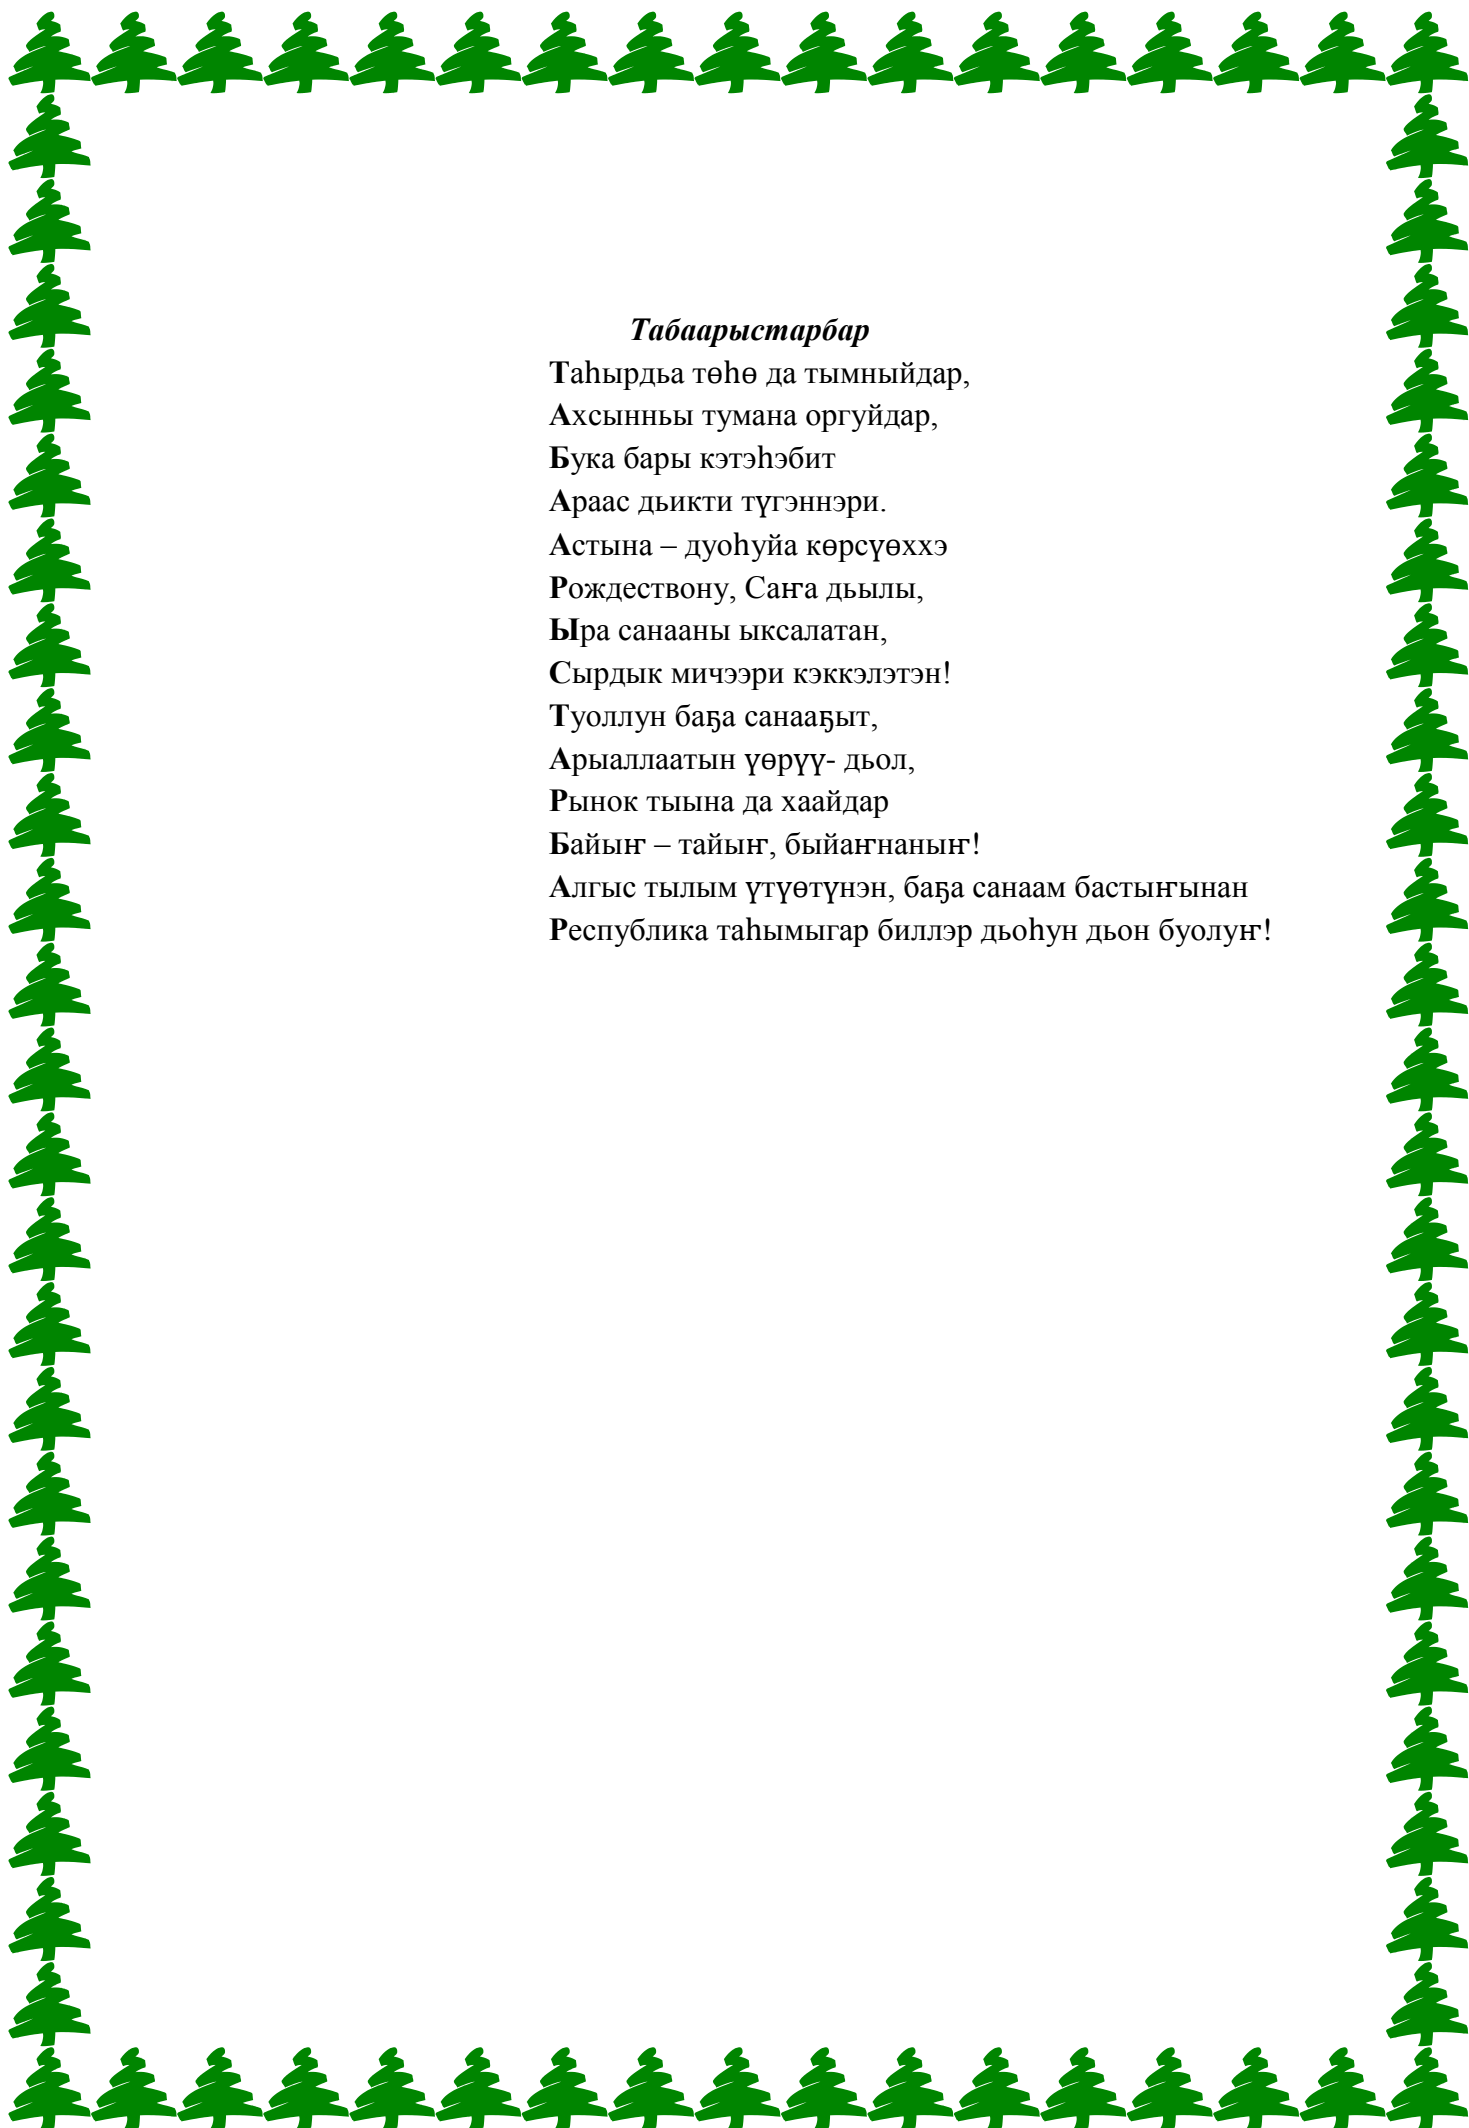 Табаарыстарбар
Таһырдьа төһө да тымныйдар,
Ахсынньы тумана оргуйдар,
Бука бары кэтэһэбит
Араас дьикти түгэннэри.
Астына – дуоһуйа көрсүөххэ
Рождествону, Саҥа дьылы,
Ыра санааны ыксалатан,
Сырдык мичээри кэккэлэтэн!
Туоллун баҕа санааҕыт,
Арыаллаатын үөрүү- дьол,
Рынок тыына да хаайдар
Байыҥ – тайыҥ, быйаҥнаныҥ!
Алгыс тылым үтүөтүнэн, баҕа санаам бастыҥынан
Республика таһымыгар биллэр дьоһун дьон буолуҥ!